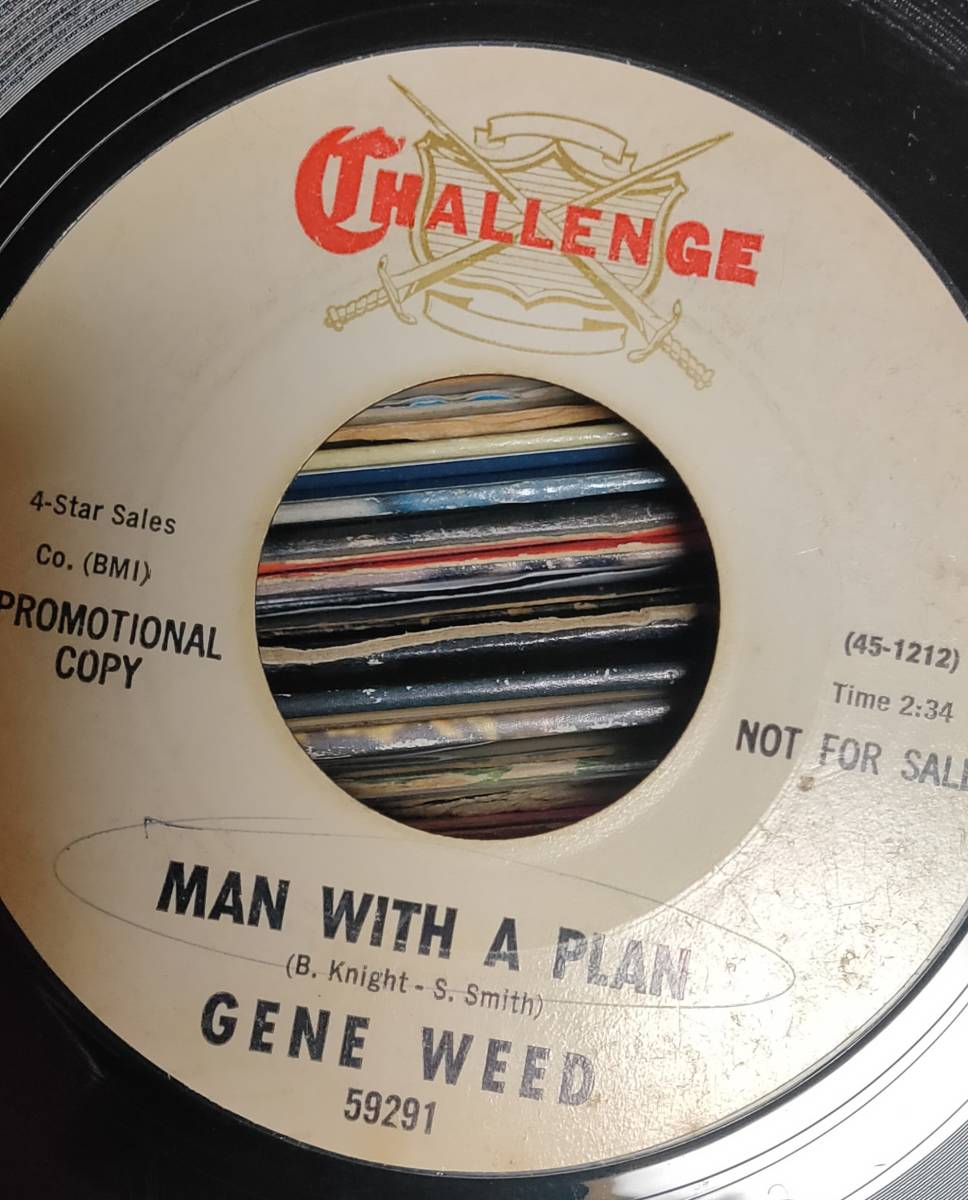 CHALLENGE
4-Star Sales
Co. (BMI)
PROMOTIONAL
COPY
(45-1212)
Time 2:34
NOT FOR SALE
MAN WITH A PLAN
(B. Knight - S. Smith)
GENE WEED
59291